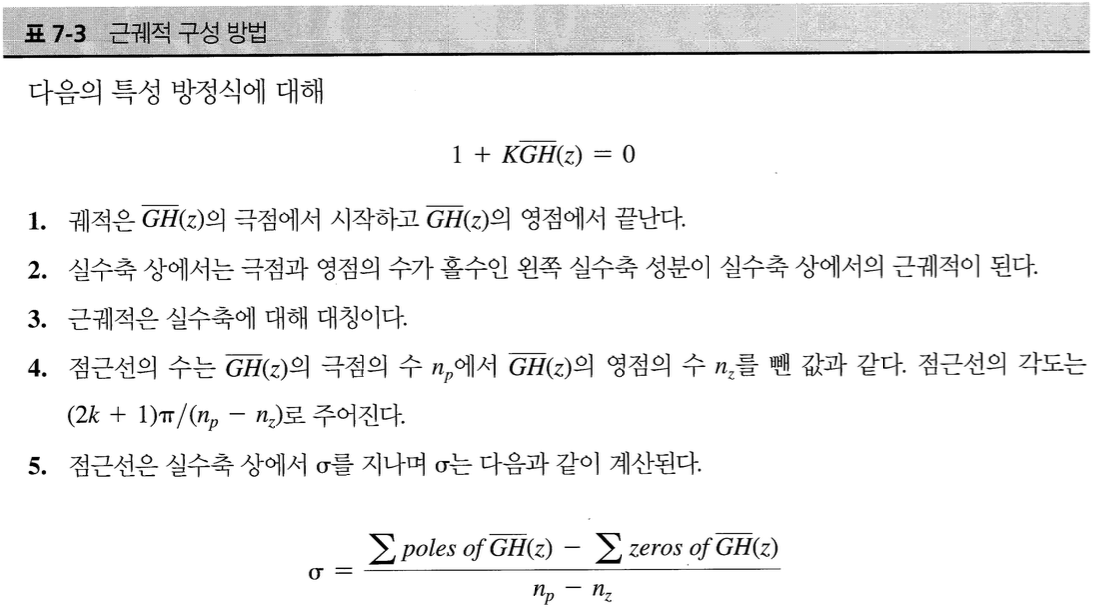 표 7-3 근궤적 구성 방법
다음의 특성 방정식에 대해
1 + K\overline{GH}(z) = 0
1. 궤적은 \overline{GH}(z)의 극점에서 시작하고 \overline{GH}(z)의 영점에서 끝난다.
2. 실수축 상에서는 극점과 영점의 수가 홀수인 왼쪽 실수축 성분이 실수축 상에서의 근궤적이 된다.
3. 근궤적은 실수축에 대해 대칭이다.
4. 점근선의 수는 \overline{GH}(z)의 극점의 수 n_p에서 \overline{GH}(z)의 영점의 수 n_z를 뺀 값과 같다. 점근선의 각도는
(2k + 1)π/(n_p − n_z)로 주어진다.
5. 점근선은 실수축 상에서 σ를 지나며 σ는 다음과 같이 계산된다.
σ = \frac{∑ poles of \overline{GH}(z) − ∑ zeros of \overline{GH}(z)}{n_p − n_z}